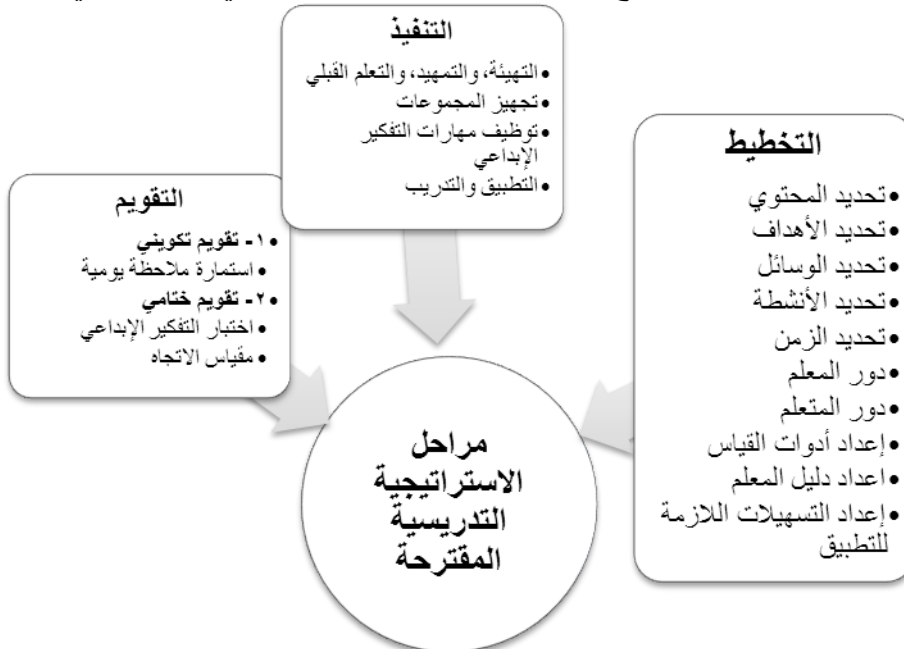 التخطيط
• تحديد المحتوي
• تحديد الأهداف
• تحديد الوسائل
• تحديد الأنشطة
• تحديد الزمن
• دور المعلم
• دور المتعلم
• إعداد أدوات القياس
• اعداد دليل المعلم
• إعداد التسهيلات اللازمة
للتطبيق
التنفيذ
• التهيئة، والتمهيد، والتعلم القبلي
• تجهيز المجموعات
• توظيف مهارات التفكير
الإبداعي
• التطبيق والتدريب
التقويم
• ١- تقويم تكويني
• استمارة ملاحظة يومية
• ٢- تقويم ختامي
• اختبار التفكير الإبداعي
• مقياس الاتجاه
مراحل
الاستراتيجية
التدريسية
المقترحة